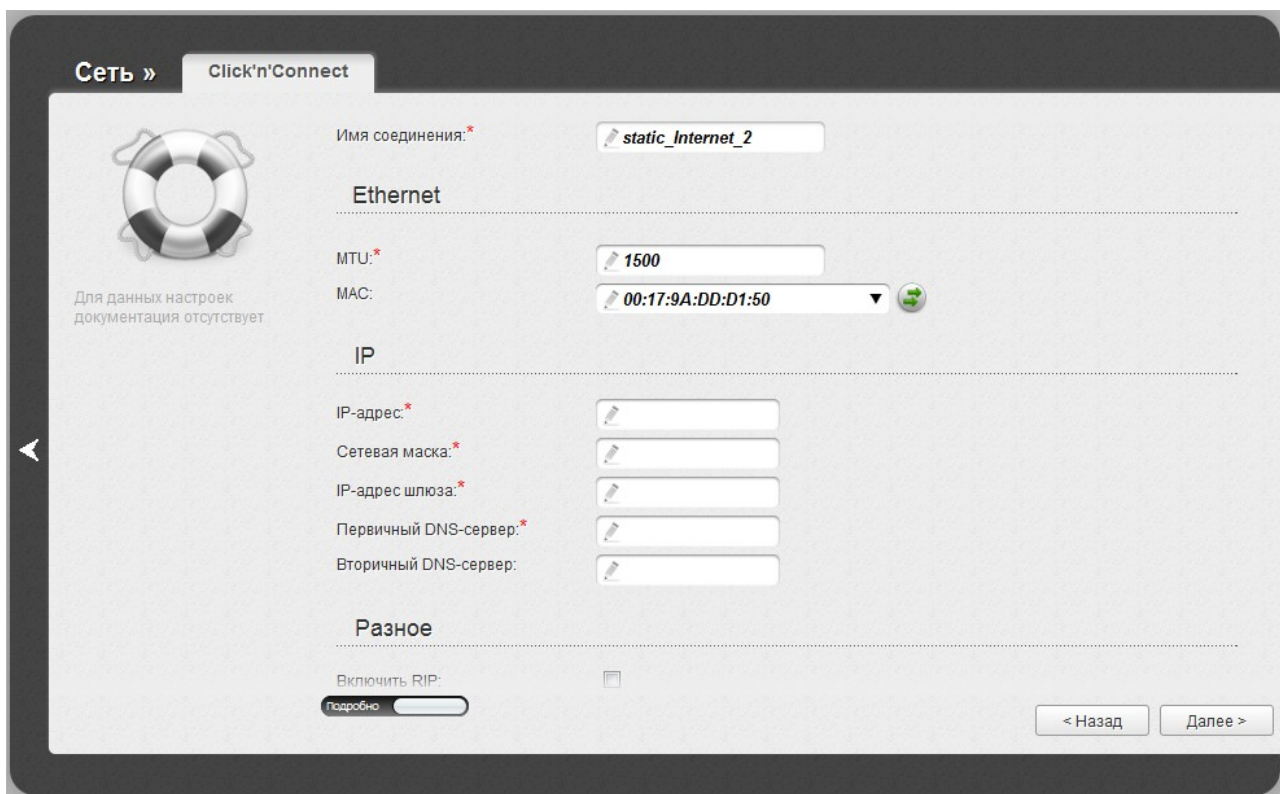 Сеть »
Click'n'Connect
Для данных настроек
документация отсутствует
Имя соединения:* static_Internet_2
Ethernet
MTU:* 1500
MAC: 00:17:9A:DD:D1:50
IP
IP-адрес:*
Сетевая маска:*
IP-адрес шлюза:*
Первичный DNS-сервер:*
Вторичный DNS-сервер:
Разное
Включить RIP:
Подробно
< Назад
Далее >